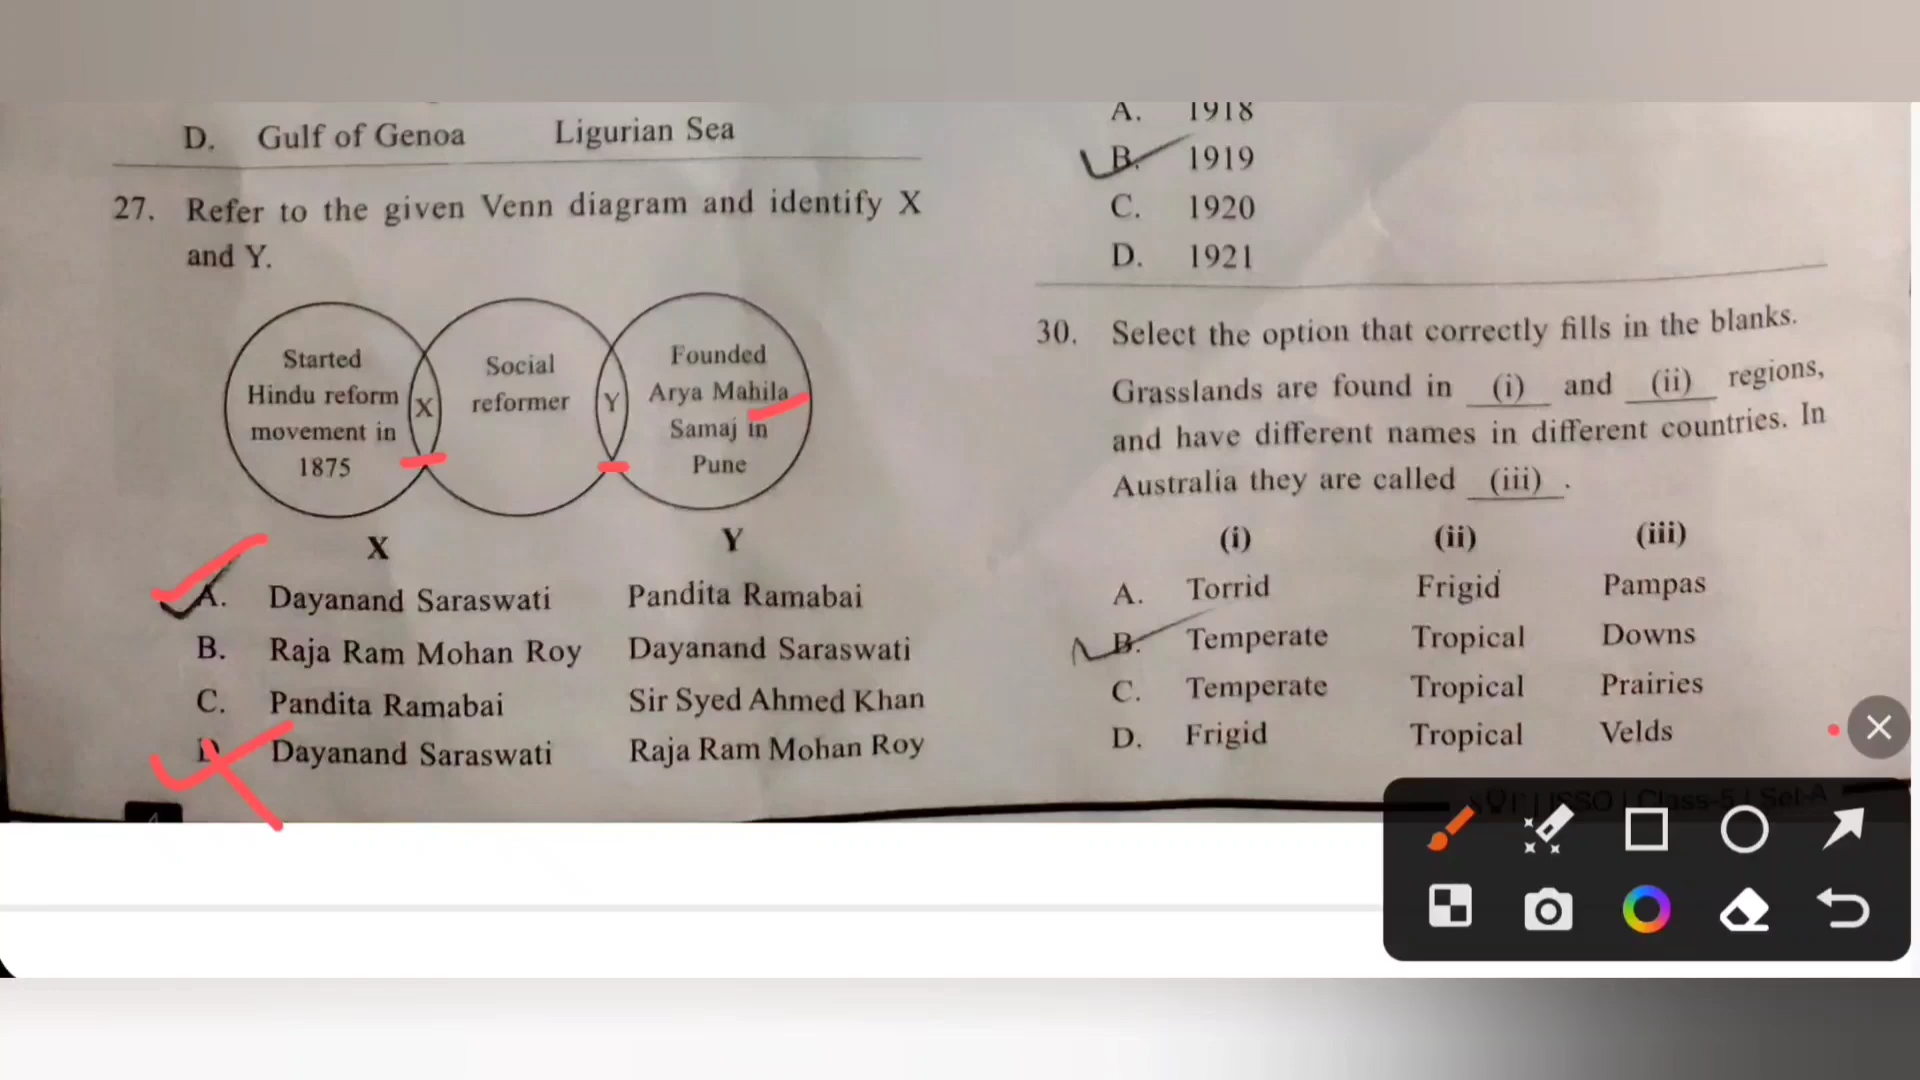 D. Gulf of Genoa Ligurian Sea
27. Refer to the given Venn diagram and identify X
and Y.
Started
Hindu reform
movement in
1875
X
Social
reformer
Y
Founded
Arya Mahila
Samaj in
Pune
X Y
A. Dayanand Saraswati Pandita Ramabai
B. Raja Ram Mohan Roy Dayanand Saraswati
C. Pandita Ramabai Sir Syed Ahmed Khan
D. Dayanand Saraswati Raja Ram Mohan Roy
4
A. 1918
B. 1919
C. 1920
D. 1921
30. Select the option that correctly fills in the blanks.
Grasslands are found in (i) and (ii) regions,
and have different names in different countries. In
Australia they are called (iii) .
(i) (ii) (iii)
A. Torrid Frigid Pampas
B. Temperate Tropical Downs
C. Temperate Tropical Prairies
D. Frigid Tropical Velds
ISSO | Class-5 | Set-A